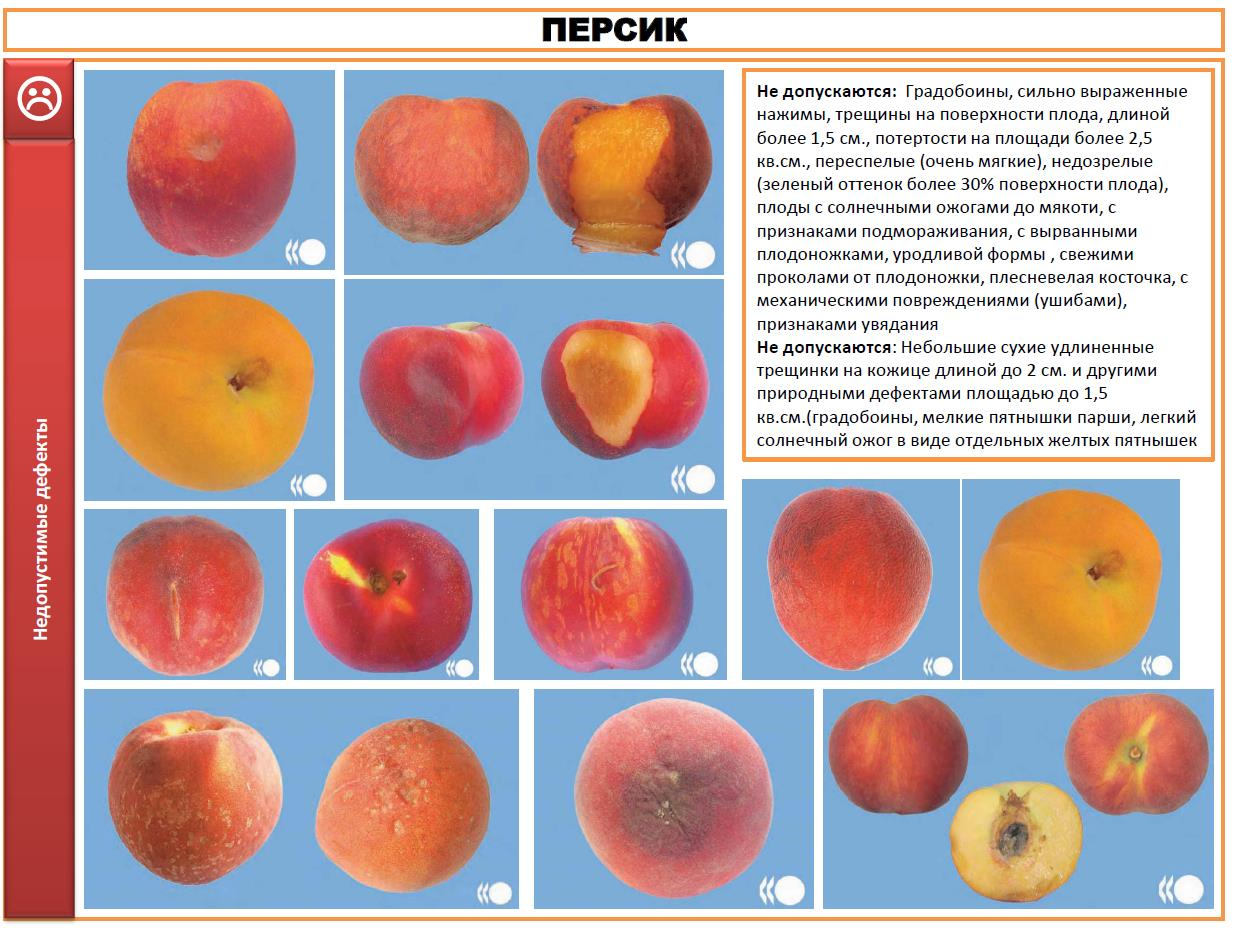 ПЕРСИК
Недопустимые дефекты
Не допускаются: Градобоины, сильно выраженные
нажимы, трещины на поверхности плода, длиной
более 1,5 см., потертости на площади более 2,5
кв.см., переспелые (очень мягкие), недозрелые
(зеленый оттенок более 30% поверхности плода),
плоды с солнечными ожогами до мякоти, с
признаками подмораживания, с вырванными
плодоножками, уродливой формы , свежими
проколами от плодоножки, плесневелая косточка, с
механическими повреждениями (ушибами),
признаками увядания
Не допускаются: Небольшие сухие удлиненные
трещинки на кожице длиной до 2 см. и другими
природными дефектами площадью до 1,5
кв.см.(градобоины, мелкие пятнышки парши, легкий
солнечный ожог в виде отдельных желтых пятнышек